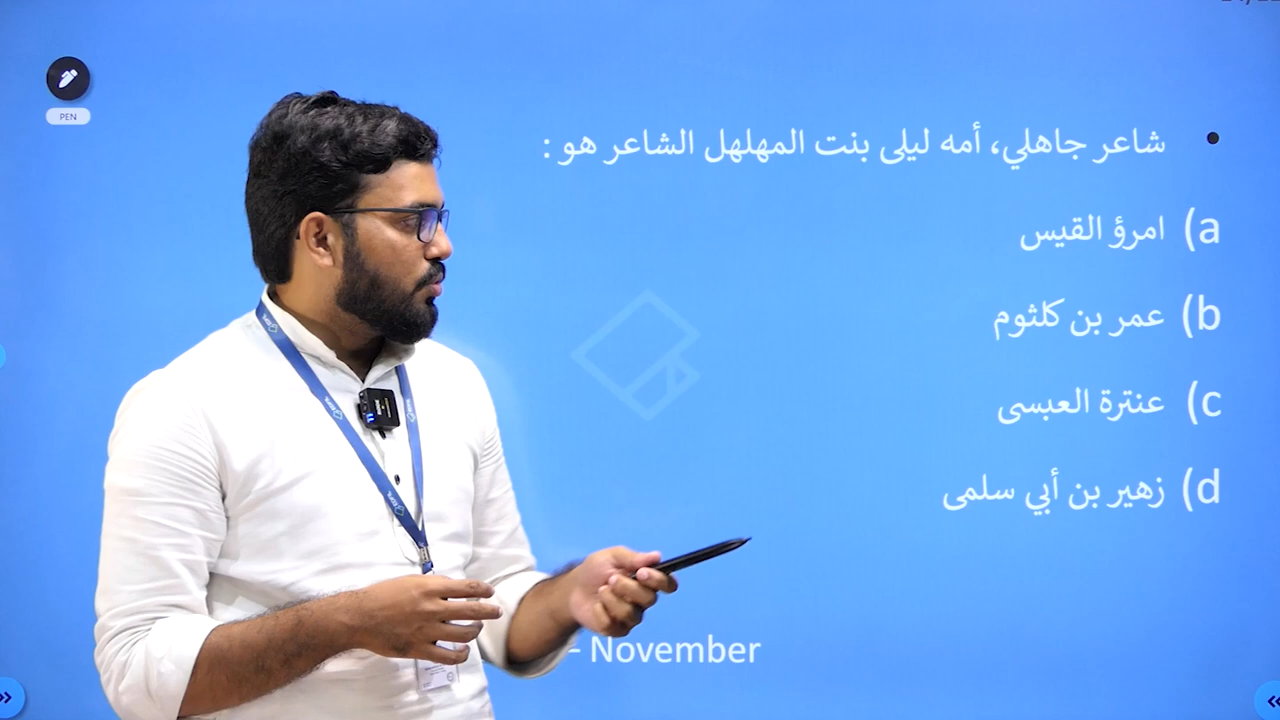 PEN
شاعر جاهلي، أمه ليلى بنت المهلهل الشاعر هو :
a) امرؤ القيس
b) عمر بن كلثوم
c) عنترة العبسى
d) زهير بن أبي سلمى
- November